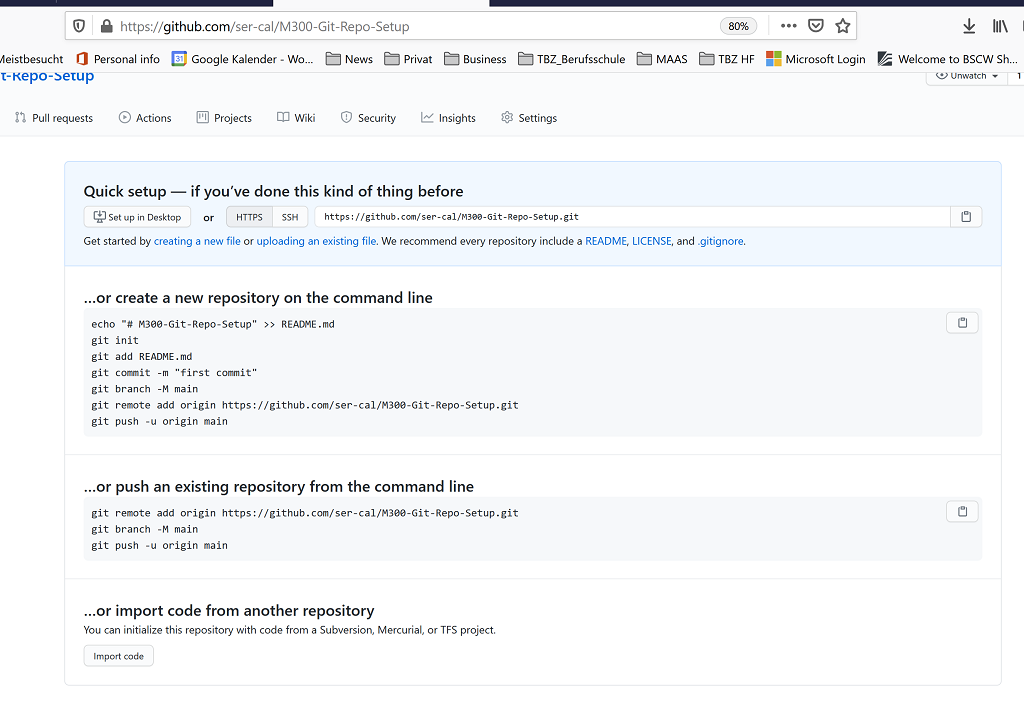 https://github.com/ser-cal/M300-Git-Repo-Setup 80%
Meistbesucht Personal info Google Kalender - Wo... News Privat Business TBZ_Berufsschule MAAS TBZ HF Microsoft Login Welcome to BSCW Sh...
t-Repo-Setup Unwatch 1
Pull requests Actions Projects Wiki Security Insights Settings
Quick setup — if you’ve done this kind of thing before
Set up in Desktop or HTTPS SSH https://github.com/ser-cal/M300-Git-Repo-Setup.git
Get started by creating a new file or uploading an existing file. We recommend every repository include a README, LICENSE, and .gitignore.
…or create a new repository on the command line
echo "# M300-Git-Repo-Setup" >> README.md
git init
git add README.md
git commit -m "first commit"
git branch -M main
git remote add origin https://github.com/ser-cal/M300-Git-Repo-Setup.git
git push -u origin main
…or push an existing repository from the command line
git remote add origin https://github.com/ser-cal/M300-Git-Repo-Setup.git
git branch -M main
git push -u origin main
…or import code from another repository
You can initialize this repository with code from a Subversion, Mercurial, or TFS project.
Import code